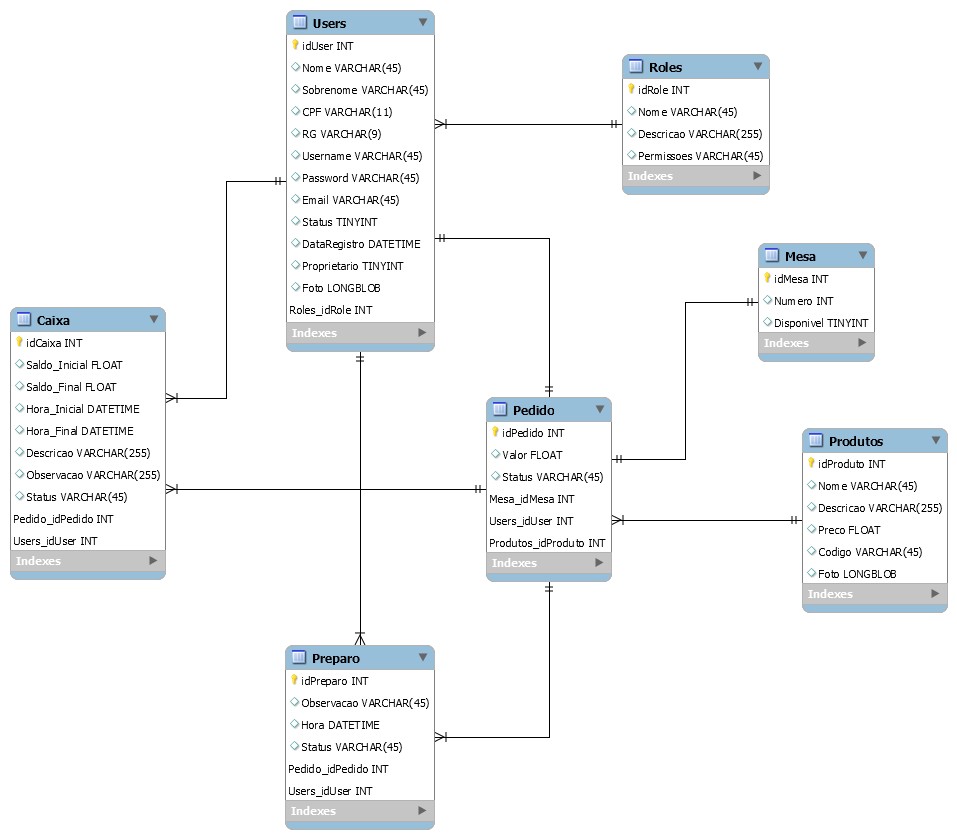 Users
idUser INT
Nome VARCHAR(45)
Sobrenome VARCHAR(45)
CPF VARCHAR(11)
RG VARCHAR(9)
Username VARCHAR(45)
Password VARCHAR(45)
Email VARCHAR(45)
Status TINYINT
DataRegistro DATETIME
Proprietario TINYINT
Foto LONGBLOB
Roles_idRole INT
Indexes
Roles
idRole INT
Nome VARCHAR(45)
Descricao VARCHAR(255)
Permissoes VARCHAR(45)
Indexes
Mesa
idMesa INT
Numero INT
Disponivel TINYINT
Indexes
Caixa
idCaixa INT
Saldo_Inicial FLOAT
Saldo_Final FLOAT
Hora_Inicial DATETIME
Hora_Final DATETIME
Descricao VARCHAR(255)
Observacao VARCHAR(255)
Status VARCHAR(45)
Pedido_idPedido INT
Users_idUser INT
Indexes
Pedido
idPedido INT
Valor FLOAT
Status VARCHAR(45)
Mesa_idMesa INT
Users_idUser INT
Produtos_idProduto INT
Indexes
Produtos
idProduto INT
Nome VARCHAR(45)
Descricao VARCHAR(255)
Preco FLOAT
Codigo VARCHAR(45)
Foto LONGBLOB
Indexes
Preparo
idPreparo INT
Observacao VARCHAR(45)
Hora DATETIME
Status VARCHAR(45)
Pedido_idPedido INT
Users_idUser INT
Indexes